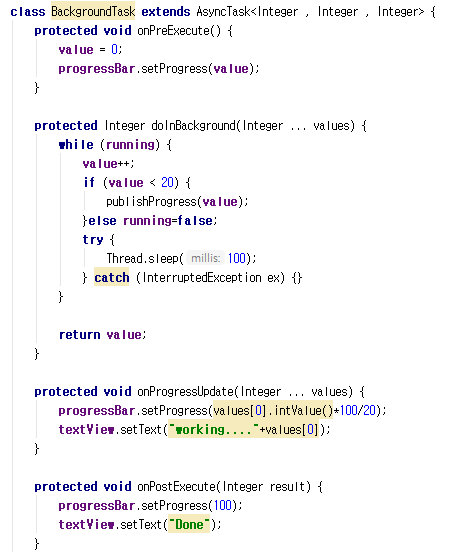 class BackgroundTask extends AsyncTask<Integer , Integer , Integer> {
    protected void onPreExecute() {
        value = 0;
        progressBar.setProgress(value);
    }

    protected Integer doInBackground(Integer ... values) {
        while (running) {
            value++;
            if (value < 20) {
                publishProgress(value);
            }else running=false;
            try {
                Thread.sleep( millis: 100);
            } catch (InterruptedException ex) {}
        }

        return value;
    }

    protected void onProgressUpdate(Integer ... values) {
        progressBar.setProgress(values[0].intValue()*100/20);
        textView.setText("working...."+values[0]);
    }

    protected void onPostExecute(Integer result) {
        progressBar.setProgress(100);
        textView.setText("Done");
    }